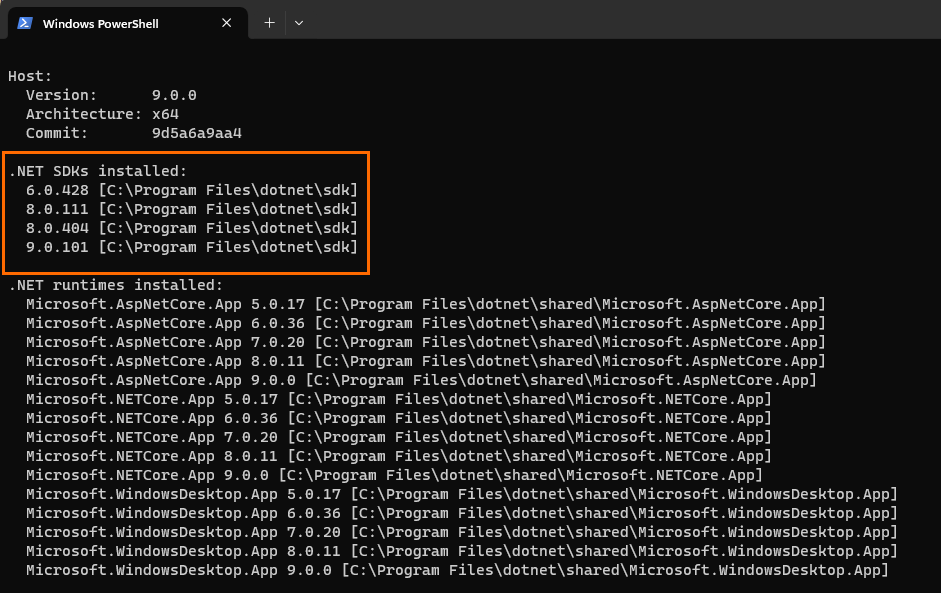 Windows PowerShell
Host:
  Version:      9.0.0
  Architecture: x64
  Commit:       9d5a6a9aa4
.NET SDKs installed:
  6.0.428 [C:\Program Files\dotnet\sdk]
  8.0.111 [C:\Program Files\dotnet\sdk]
  8.0.404 [C:\Program Files\dotnet\sdk]
  9.0.101 [C:\Program Files\dotnet\sdk]
.NET runtimes installed:
  Microsoft.AspNetCore.App 5.0.17 [C:\Program Files\dotnet\shared\Microsoft.AspNetCore.App]
  Microsoft.AspNetCore.App 6.0.36 [C:\Program Files\dotnet\shared\Microsoft.AspNetCore.App]
  Microsoft.AspNetCore.App 7.0.20 [C:\Program Files\dotnet\shared\Microsoft.AspNetCore.App]
  Microsoft.AspNetCore.App 8.0.11 [C:\Program Files\dotnet\shared\Microsoft.AspNetCore.App]
  Microsoft.AspNetCore.App 9.0.0 [C:\Program Files\dotnet\shared\Microsoft.AspNetCore.App]
  Microsoft.NETCore.App 5.0.17 [C:\Program Files\dotnet\shared\Microsoft.NETCore.App]
  Microsoft.NETCore.App 6.0.36 [C:\Program Files\dotnet\shared\Microsoft.NETCore.App]
  Microsoft.NETCore.App 7.0.20 [C:\Program Files\dotnet\shared\Microsoft.NETCore.App]
  Microsoft.NETCore.App 8.0.11 [C:\Program Files\dotnet\shared\Microsoft.NETCore.App]
  Microsoft.NETCore.App 9.0.0 [C:\Program Files\dotnet\shared\Microsoft.NETCore.App]
  Microsoft.WindowsDesktop.App 5.0.17 [C:\Program Files\dotnet\shared\Microsoft.WindowsDesktop.App]
  Microsoft.WindowsDesktop.App 6.0.36 [C:\Program Files\dotnet\shared\Microsoft.WindowsDesktop.App]
  Microsoft.WindowsDesktop.App 7.0.20 [C:\Program Files\dotnet\shared\Microsoft.WindowsDesktop.App]
  Microsoft.WindowsDesktop.App 8.0.11 [C:\Program Files\dotnet\shared\Microsoft.WindowsDesktop.App]
  Microsoft.WindowsDesktop.App 9.0.0 [C:\Program Files\dotnet\shared\Microsoft.WindowsDesktop.App]